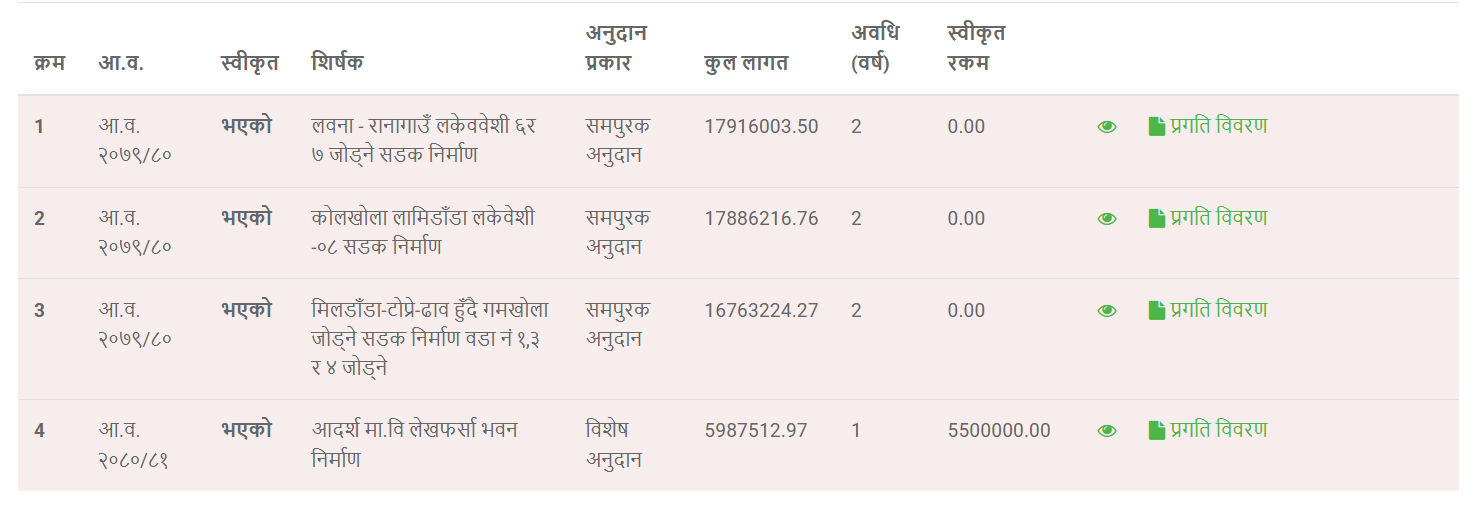 क्रम आ.व. स्वीकृत शिर्षक अनुदान प्रकार कुल लागत अवधि (वर्ष) स्वीकृत रकम
1 आ.व. २०७९/८० भएको लवना - रानागाउँ लकेववेशी ६र ७ जोड्ने सडक निर्माण समपुरक अनुदान 17916003.50 2 0.00 प्रगति विवरण
2 आ.व. २०७९/८० भएको कोलखोला लामिडाँडा लकेवेशी -०८ सडक निर्माण समपुरक अनुदान 17886216.76 2 0.00 प्रगति विवरण
3 आ.व. २०७९/८० भएको मिलडाँडा-टोप्रे-ढाव हुँदै गमखोला जोड्ने सडक निर्माण वडा नं १,३ र ४ जोड्ने समपुरक अनुदान 16763224.27 2 0.00 प्रगति विवरण
4 आ.व. २०८०/८१ भएको आदर्श मा.वि लेखफर्सा भवन निर्माण विशेष अनुदान 5987512.97 1 5500000.00 प्रगति विवरण